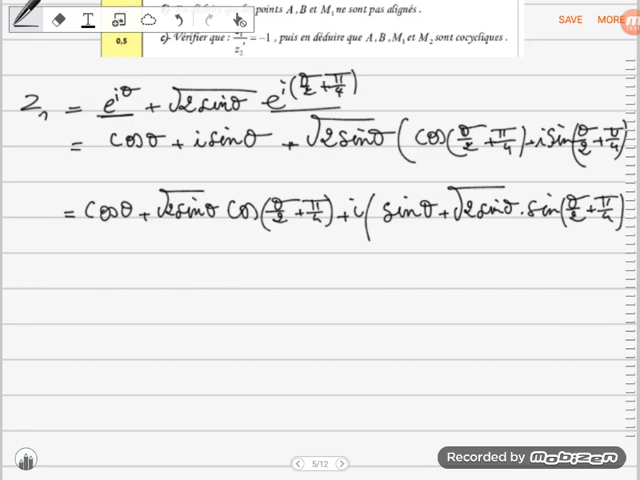 SAVE MORE
points A, B et M₁ ne sont pas alignés .
0,5 c)- Vérifier que : = −1 , puis en déduire que A, B, M₁ et M₂ sont cocycliques .
Z₁ = e^{iθ} + √(2sinθ) e^{i(θ/2 + π/4)}
= cosθ + i sinθ + √(2sinθ) (cos(θ/2 + π/4) + i sin(θ/2 + π/4)
= cosθ + √(2sinθ) cos(θ/2 + π/4) + i( sinθ + √(2sinθ) . sin(θ/2 + π/4)
5/12
Recorded by mobizen